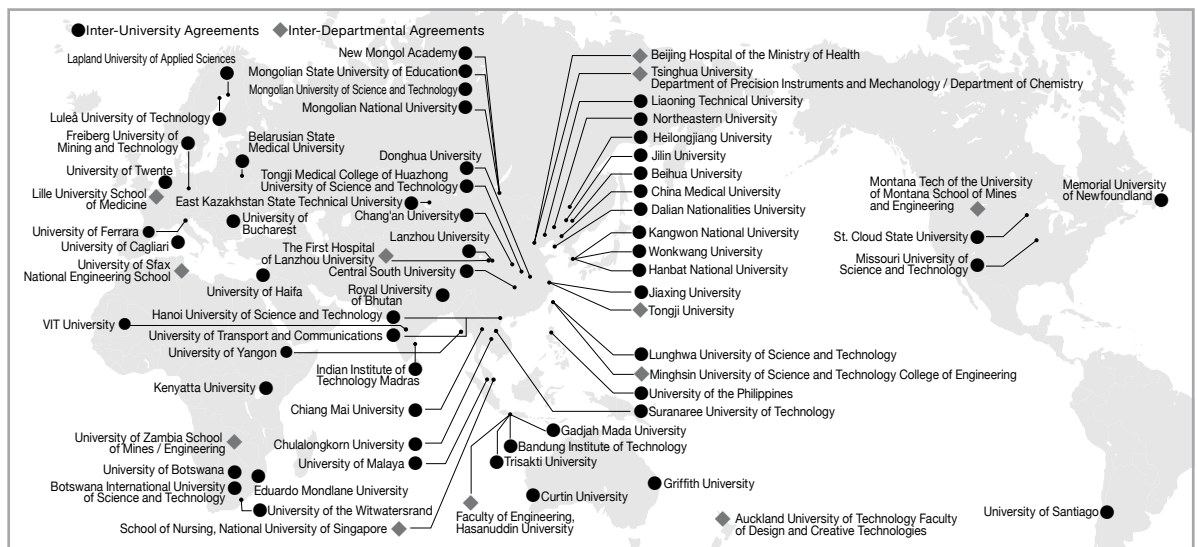 Inter-University Agreements
Inter-Departmental Agreements
Lapland University of Applied Sciences
Luleå University of Technology
Freiberg University of
Mining and Technology
Belarusian State
Medical University
University of Twente
Lille University School
of Medicine
University of Ferrara
University of Cagliari
University of Sfax
National Engineering School
University of
Bucharest
University of Haifa
VIT University
University of Yangon
Kenyatta University
University of Zambia School
of Mines / Engineering
University of Botswana
Botswana International University
of Science and Technology
Eduardo Mondlane University
University of the Witwatersrand
School of Nursing, National University of Singapore
New Mongol Academy
Mongolian State University of Education
Mongolian University of Science and Technology
Mongolian National University
Donghua University
Tongji Medical College of Huazhong
University of Science and Technology
East Kazakhstan State Technical University
Chang'an University
Lanzhou University
The First Hospital
of Lanzhou University
Central South University
Royal University
of Bhutan
Hanoi University of Science and Technology
University of Transport and Communications
Indian Institute of
Technology Madras
Chiang Mai University
Chulalongkorn University
University of Malaya
Beijing Hospital of the Ministry of Health
Tsinghua University
Department of Precision Instruments and Mechanology / Department of Chemistry
Liaoning Technical University
Northeastern University
Heilongjiang University
Jilin University
Beihua University
China Medical University
Dalian Nationalities University
Kangwon National University
Wonkwang University
Hanbat National University
Jiaxing University
Tongji University
Lunghwa University of Science and Technology
Minghsin University of Science and Technology College of Engineering
University of the Philippines
Suranaree University of Technology
Gadjah Mada University
Bandung Institute of Technology
Trisakti University
Curtin University
Griffith University
Faculty of Engineering,
Hasanuddin University
Auckland University of Technology Faculty
of Design and Creative Technologies
Montana Tech of the University
of Montana School of Mines
and Engineering
Memorial University
of Newfoundland
St. Cloud State University
Missouri University of
Science and Technology
University of Santiago